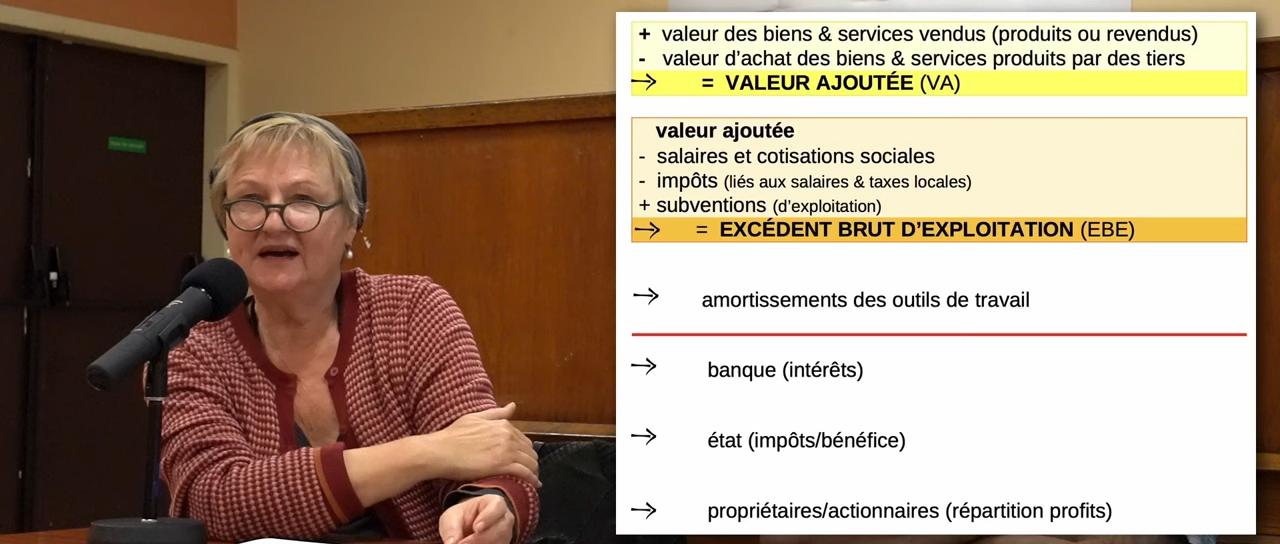 + valeur des biens & services vendus (produits ou revendus)
- valeur d’achat des biens & services produits par des tiers
= VALEUR AJOUTÉE (VA)
valeur ajoutée
- salaires et cotisations sociales
- impôts (liés aux salaires & taxes locales)
+ subventions (d’exploitation)
= EXCÉDENT BRUT D’EXPLOITATION (EBE)
amortissements des outils de travail
banque (intérêts)
état (impôts/bénéfice)
propriétaires/actionnaires (répartition profits)